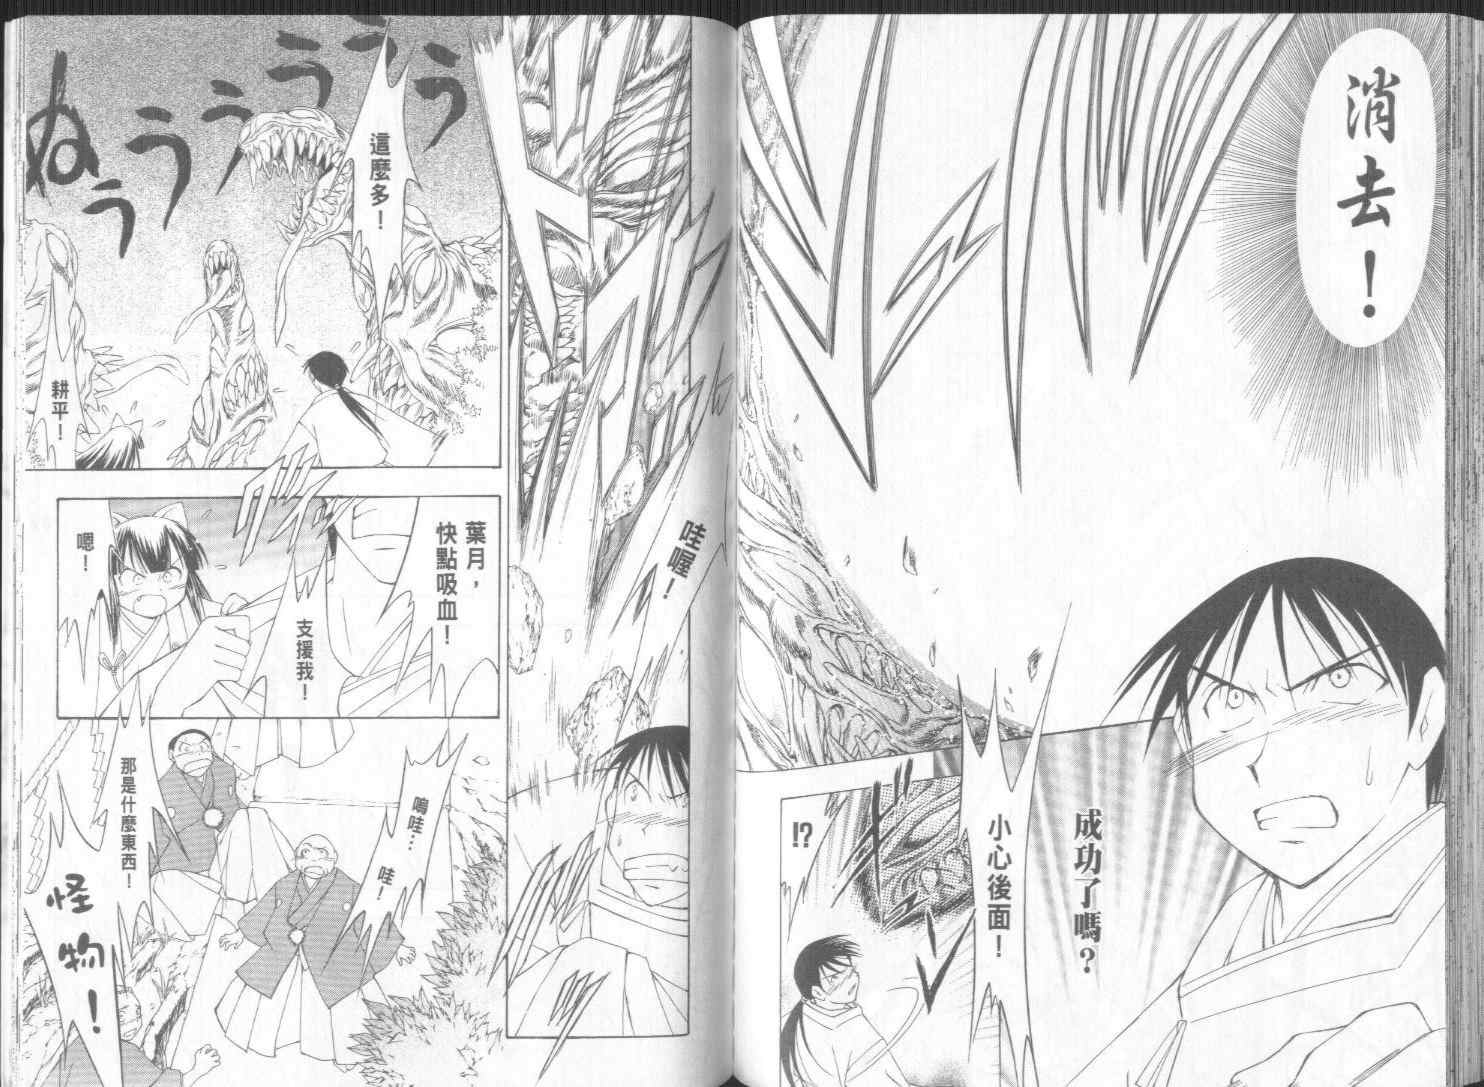 消去！
成功了嗎？
小心後面！
!?
哇喔！
ううう
ぬううううう
這麼多！
耕平！
葉月，
快點吸血！
支援我！
嗯！
嗚哇…
哇！
那是什麼東西！
怪物！